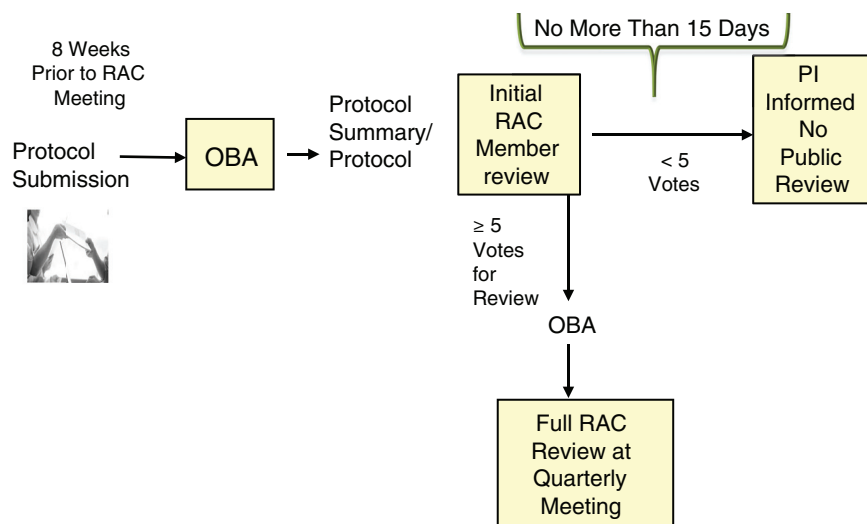 8 Weeks
Prior to RAC
Meeting
Protocol
Submission
OBA
Protocol
Summary/
Protocol
No More Than 15 Days
Initial
RAC
Member
review
< 5
Votes
PI
Informed
No
Public
Review
≥ 5
Votes
for
Review
OBA
Full RAC
Review at
Quarterly
Meeting